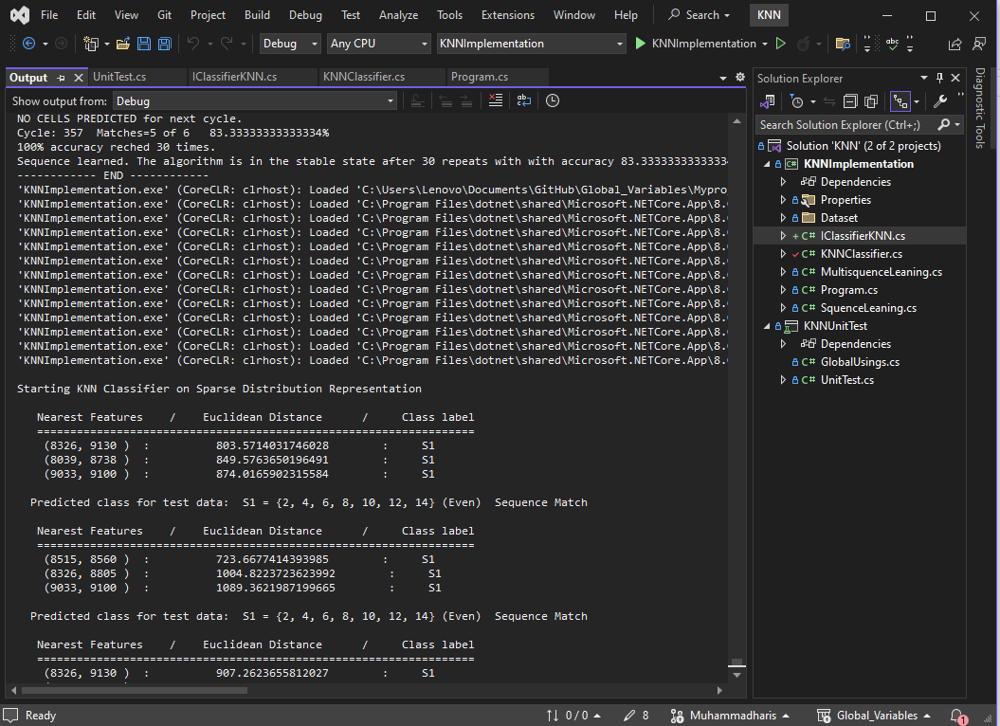 File Edit View Git Project Build Debug Test Analyze Tools Extensions Window Help Search KNN
Debug Any CPU KNNImplementation KNNImplementation
Output UnitTest.cs IClassifierKNN.cs KNNClassifier.cs Program.cs
Show output from: Debug
NO CELLS PREDICTED for next cycle.
Cycle: 357 Matches=5 of 6 83.33333333333334%
100% accuracy reched 30 times.
Sequence learned. The algorithm is in the stable state after 30 repeats with with accuracy 83.3333333333334
------------ END ------------
'KNNImplementation.exe' (CoreCLR: clrhost): Loaded 'C:\Users\Lenovo\Documents\GitHub\Global_Variables\Mypro
'KNNImplementation.exe' (CoreCLR: clrhost): Loaded 'C:\Program Files\dotnet\shared\Microsoft.NETCore.App\8.
'KNNImplementation.exe' (CoreCLR: clrhost): Loaded 'C:\Program Files\dotnet\shared\Microsoft.NETCore.App\8.
'KNNImplementation.exe' (CoreCLR: clrhost): Loaded 'C:\Program Files\dotnet\shared\Microsoft.NETCore.App\8.
'KNNImplementation.exe' (CoreCLR: clrhost): Loaded 'C:\Program Files\dotnet\shared\Microsoft.NETCore.App\8.
'KNNImplementation.exe' (CoreCLR: clrhost): Loaded 'C:\Program Files\dotnet\shared\Microsoft.NETCore.App\8.
'KNNImplementation.exe' (CoreCLR: clrhost): Loaded 'C:\Program Files\dotnet\shared\Microsoft.NETCore.App\8.
'KNNImplementation.exe' (CoreCLR: clrhost): Loaded 'C:\Program Files\dotnet\shared\Microsoft.NETCore.App\8.
'KNNImplementation.exe' (CoreCLR: clrhost): Loaded 'C:\Program Files\dotnet\shared\Microsoft.NETCore.App\8.
'KNNImplementation.exe' (CoreCLR: clrhost): Loaded 'C:\Program Files\dotnet\shared\Microsoft.NETCore.App\8.
'KNNImplementation.exe' (CoreCLR: clrhost): Loaded 'C:\Program Files\dotnet\shared\Microsoft.NETCore.App\8.
'KNNImplementation.exe' (CoreCLR: clrhost): Loaded 'C:\Program Files\dotnet\shared\Microsoft.NETCore.App\8.
'KNNImplementation.exe' (CoreCLR: clrhost): Loaded 'C:\Program Files\dotnet\shared\Microsoft.NETCore.App\8.
Starting KNN Classifier on Sparse Distribution Representation
Nearest Features / Euclidean Distance / Class label
==================================================================
(8326, 9130 ) : 803.5714031746028 : S1
(8039, 8738 ) : 849.5763650196491 : S1
(9033, 9100 ) : 874.0165902315584 : S1
Predicted class for test data: S1 = {2, 4, 6, 8, 10, 12, 14} (Even) Sequence Match
Nearest Features / Euclidean Distance / Class label
==================================================================
(8515, 8560 ) : 723.6677414393985 : S1
(8326, 8805 ) : 1004.8223723623992 : S1
(9033, 9100 ) : 1089.3621987199665 : S1
Predicted class for test data: S1 = {2, 4, 6, 8, 10, 12, 14} (Even) Sequence Match
Nearest Features / Euclidean Distance / Class label
==================================================================
(8326, 9130 ) : 907.2623655812027 : S1
Solution Explorer
Search Solution Explorer (Ctrl+;)
Solution 'KNN' (2 of 2 projects)
KNNImplementation
Dependencies
Properties
Dataset
C# IClassifierKNN.cs
C# KNNClassifier.cs
C# MultisquenceLeaning.cs
C# Program.cs
C# SquenceLeaning.cs
KNNUnitTest
Dependencies
C# GlobalUsings.cs
C# UnitTest.cs
Diagnostic Tools
Ready 0 / 0 8 Muhammadharis Global_Variables 1